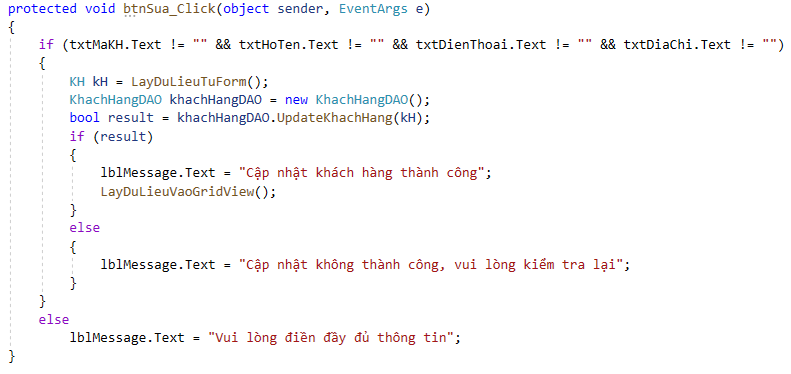 protected void btnSua_Click(object sender, EventArgs e)
{
if (txtMaKH.Text != "" && txtHoTen.Text != "" && txtDienThoai.Text != "" && txtDiaChi.Text != "")
{
KH kH = LayDuLieuTuForm();
KhachHangDAO khachHangDAO = new KhachHangDAO();
bool result = khachHangDAO.UpdateKhachHang(kH);
if (result)
{
lblMessage.Text = "Cập nhật khách hàng thành công";
LayDuLieuVaoGridView();
}
else
{
lblMessage.Text = "Cập nhật không thành công, vui lòng kiểm tra lại";
}
}
else
lblMessage.Text = "Vui lòng điền đầy đủ thông tin";
}